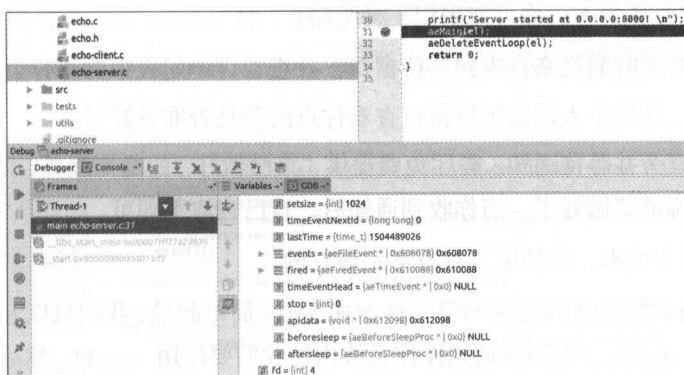 echo.c
echo.h
echo-client.c
echo-server.c
src
tests
utils
.gitignore
30 printf("Server started at 0.0.0.0:8000! \n");
31 aeMain(el);
32 aeDeleteEventLoop(el);
33 return 0;
34
35
Debug echo-server
Debugger Console
Frames
Thread-1
main echo-server.c:31
Variables GDB
setsize = {int} 1024
timeEventNextId = {long long} 0
lastTime = {time_t} 1504489026
events = {aeFileEvent * | 0x608078} 0x608078
fired = {aeFiredEvent * | 0x610088} 0x610088
timeEventHead = {aeTimeEvent * | 0x0} NULL
stop = {int} 0
apidata = {void * | 0x612098} 0x612098
beforesleep = {aeBeforeSleepProc * | 0x0} NULL
aftersleep = {aeBeforeSleepProc * | 0x0} NULL
fd = {int} 4